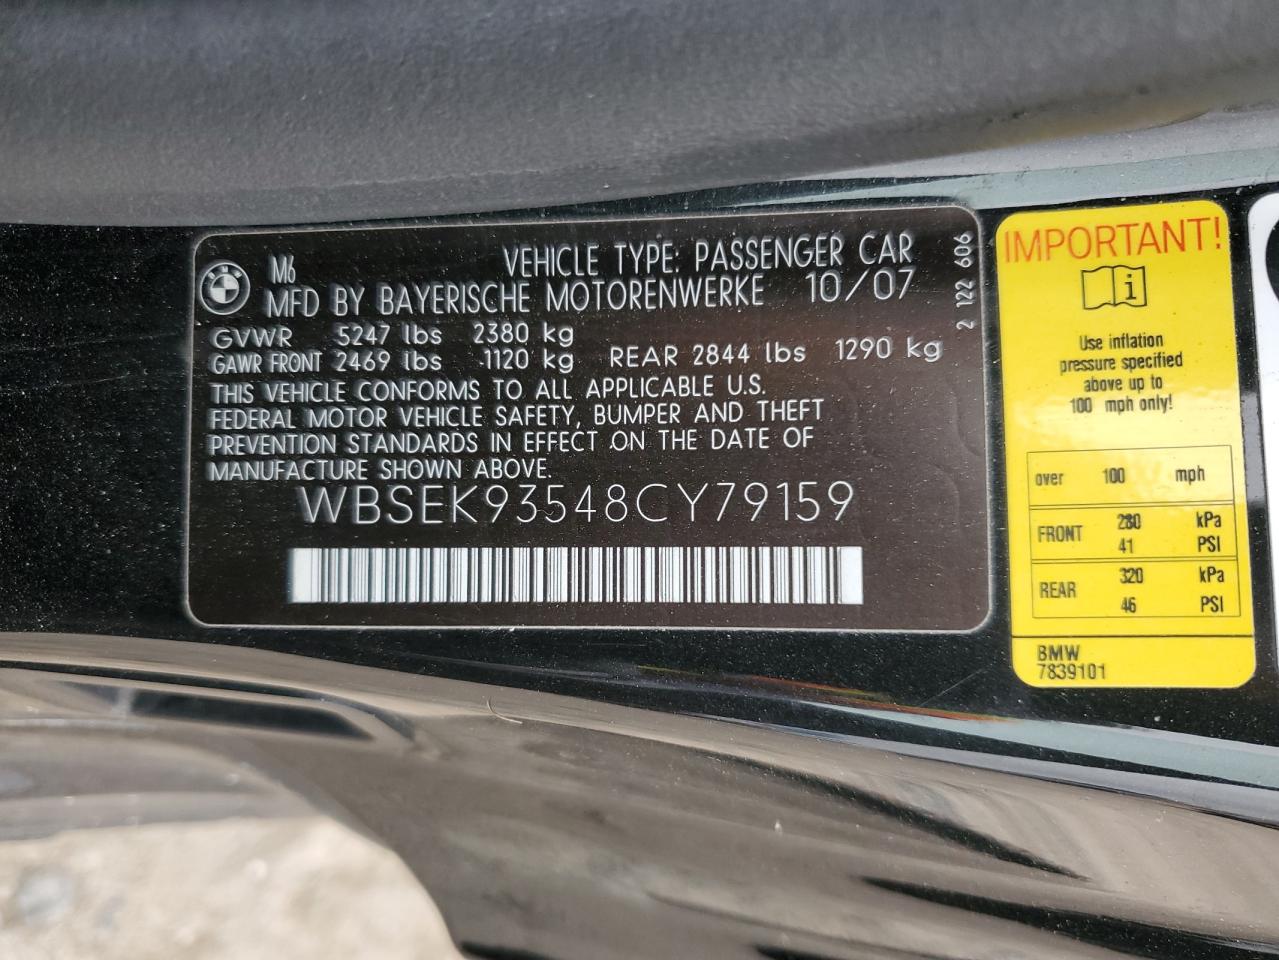 M6
VEHICLE TYPE: PASSENGER CAR
MFD BY BAYERISCHE MOTORENWERKE 10/07
GVWR 5247 lbs 2380 kg
GAWR FRONT 2469 lbs 1120 kg REAR 2844 lbs 1290 kg
THIS VEHICLE CONFORMS TO ALL APPLICABLE U.S.
FEDERAL MOTOR VEHICLE SAFETY, BUMPER AND THEFT
PREVENTION STANDARDS IN EFFECT ON THE DATE OF
MANUFACTURE SHOWN ABOVE.
WBSEK93548CY79159
2 122 606
IMPORTANT!
i
Use inflation
pressure specified
above up to
100 mph only!
over 100 mph
FRONT 280 kPa
41 PSI
REAR 320 kPa
46 PSI
BMW
7839101